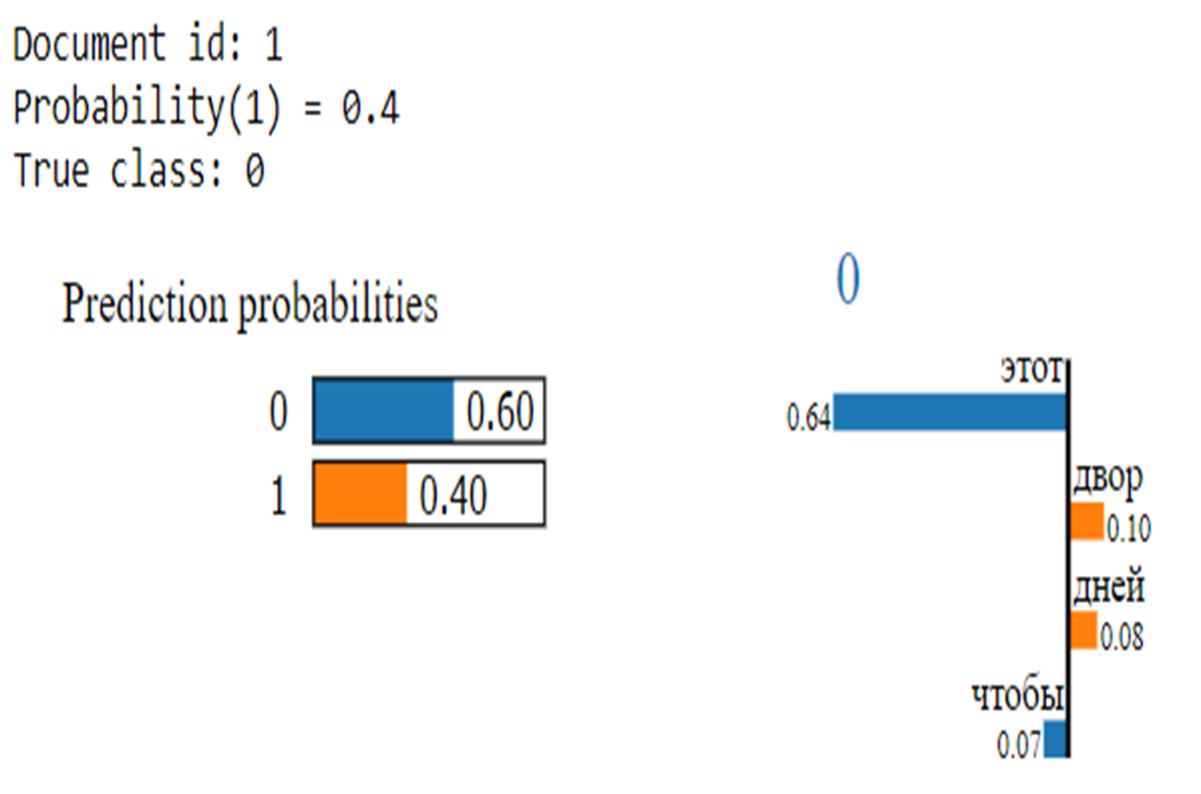 Document id: 1
Probability(1) = 0.4
True class: 0
Prediction probabilities
0 0.60
1 0.40
0
этот
0.64
двор
0.10
дней
0.08
чтобы
0.07